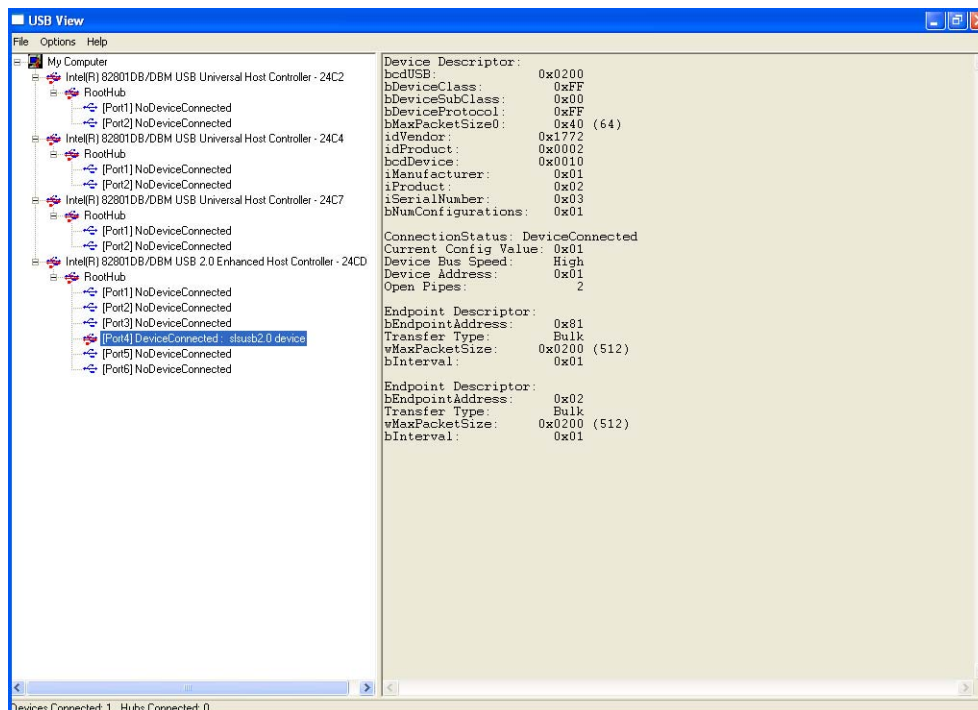 USB View
File Options Help
My Computer
Intel(R) 82801DB/DBM USB Universal Host Controller - 24C2
RootHub
[Port1] NoDeviceConnected
[Port2] NoDeviceConnected
Intel(R) 82801DB/DBM USB Universal Host Controller - 24C4
RootHub
[Port1] NoDeviceConnected
[Port2] NoDeviceConnected
Intel(R) 82801DB/DBM USB Universal Host Controller - 24C7
RootHub
[Port1] NoDeviceConnected
[Port2] NoDeviceConnected
Intel(R) 82801DB/DBM USB 2.0 Enhanced Host Controller - 24CD
RootHub
[Port1] NoDeviceConnected
[Port2] NoDeviceConnected
[Port3] NoDeviceConnected
[Port4] DeviceConnected : slsusb2.0 device
[Port5] NoDeviceConnected
[Port6] NoDeviceConnected
Device Descriptor:
bcdUSB: 0x0200
bDeviceClass: 0xFF
bDeviceSubClass: 0x00
bDeviceProtocol: 0xFF
bMaxPacketSize0: 0x40 (64)
idVendor: 0x1772
idProduct: 0x0002
bcdDevice: 0x0010
iManufacturer: 0x01
iProduct: 0x02
iSerialNumber: 0x03
bNumConfigurations: 0x01
ConnectionStatus: DeviceConnected
Current Config Value: 0x01
Device Bus Speed: High
Device Address: 0x01
Open Pipes: 2
Endpoint Descriptor:
bEndpointAddress: 0x81
Transfer Type: Bulk
wMaxPacketSize: 0x0200 (512)
bInterval: 0x01
Endpoint Descriptor:
bEndpointAddress: 0x02
Transfer Type: Bulk
wMaxPacketSize: 0x0200 (512)
bInterval: 0x01
Devices Connected: 1 Hubs Connected: 0